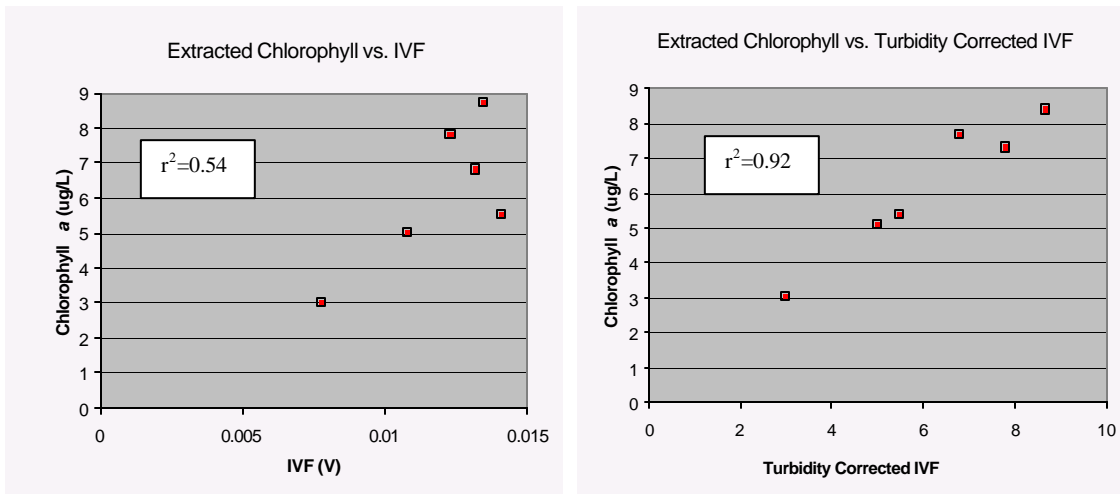 Extracted Chlorophyll vs. IVF
9
8
7
6
5
4
3
2
1
0
r²=0.54
Chlorophyll a (ug/L)
0 0.005 0.01 0.015
IVF (V)
Extracted Chlorophyll vs. Turbidity Corrected IVF
9
8
7
6
5
4
3
2
1
0
r²=0.92
Chlorophyll a (ug/L)
0 2 4 6 8 10
Turbidity Corrected IVF